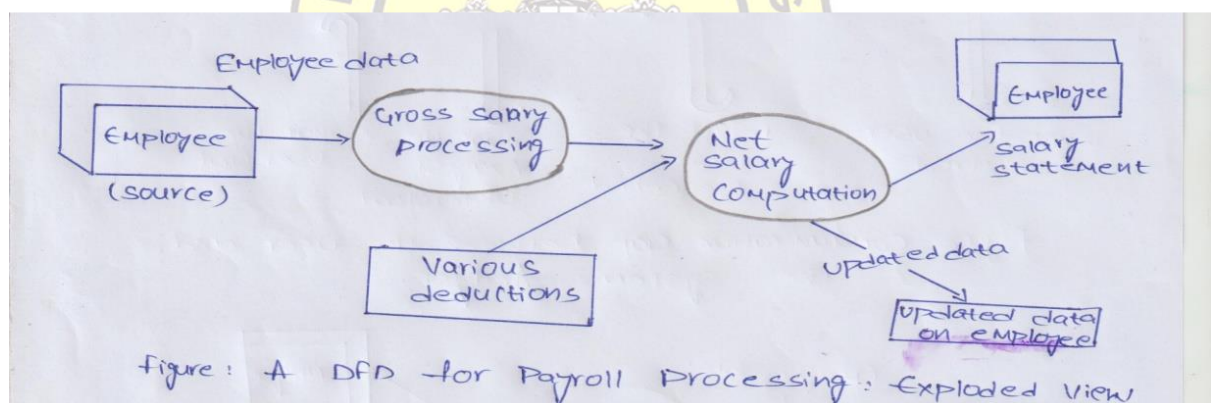 Employee data
Employee
(source)
Gross salary
processing
Net
salary
computation
Employee
salary
statement
Various
deductions
updated data
updated data
on employee
figure: A DFD for Payroll Processing: Exploded View